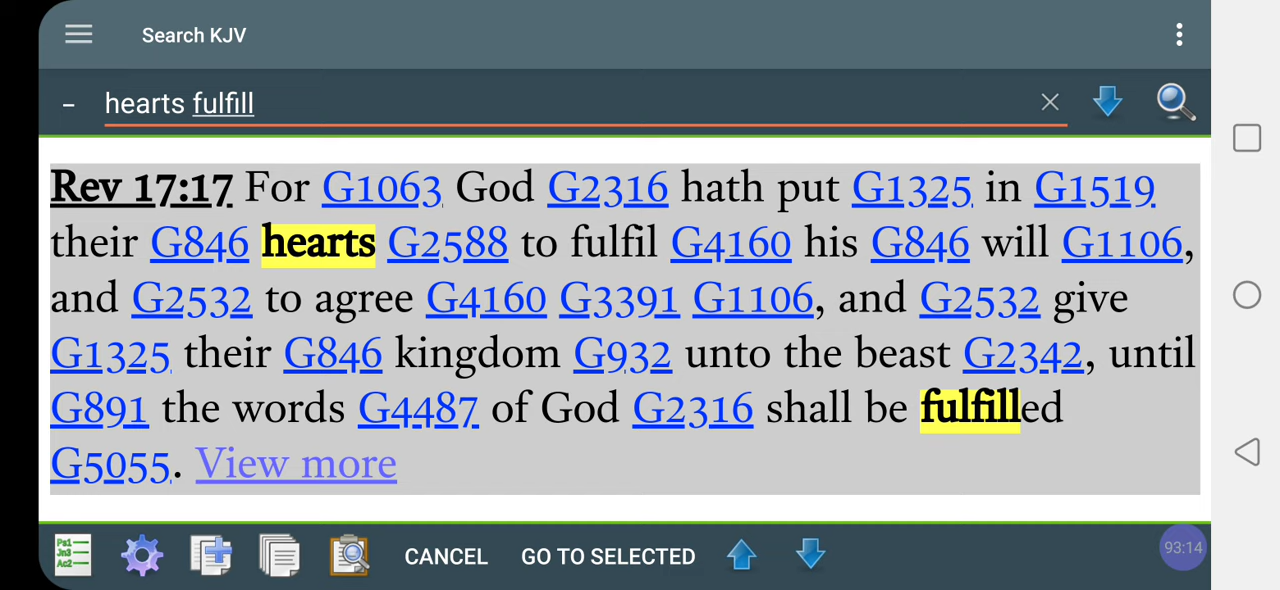 Search KJV
- hearts fulfill
Rev 17:17 For G1063 God G2316 hath put G1325 in G1519
their G846 hearts G2588 to fulfil G4160 his G846 will G1106,
and G2532 to agree G4160 G3391 G1106, and G2532 give
G1325 their G846 kingdom G932 unto the beast G2342, until
G891 the words G4487 of God G2316 shall be fulfilled
G5055. View more
Ps1
Jn3
Ac2
CANCEL GO TO SELECTED
93:14